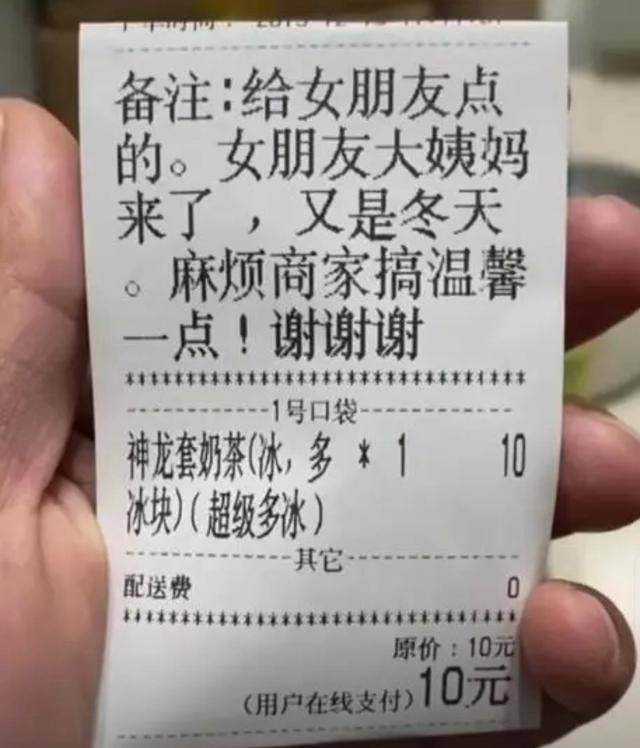 备注:给女朋友点
的。女朋友大姨妈
来了，又是冬天
。麻烦商家搞温馨
一点！谢谢谢
********************************
------------1号口袋------------
神龙套奶茶(冰,多 * 1 10
冰块)(超级多冰)
------------其它------------
配送费 0
********************************
原价:10元
(用户在线支付)10元